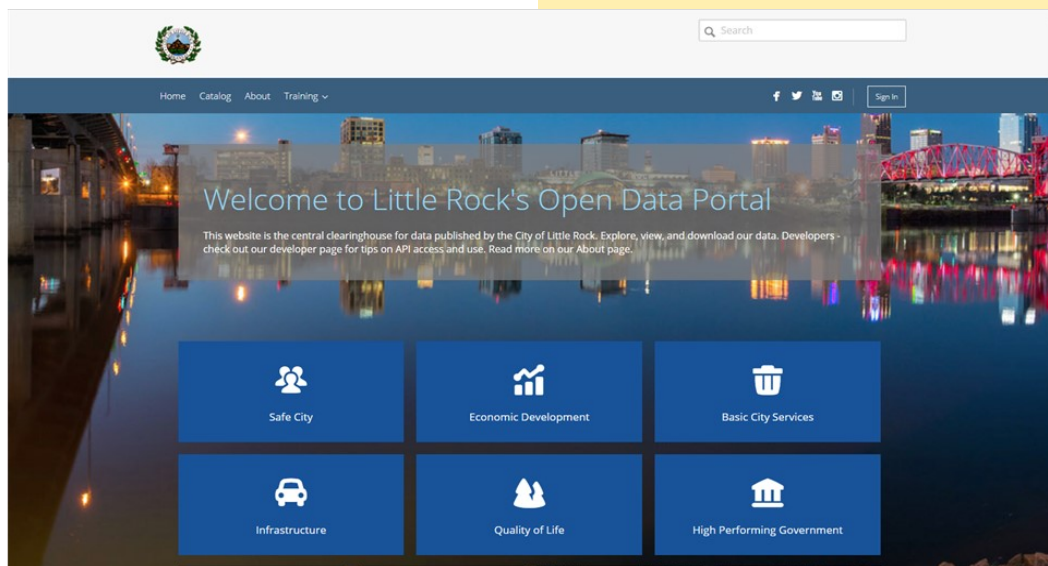 Search
Home Catalog About Training
Sign In
Welcome to Little Rock's Open Data Portal
This website is the central clearinghouse for data published by the City of Little Rock. Explore, view, and download our data. Developers -
check out our developer page for tips on API access and use. Read more on our About page.
Safe City
Economic Development
Basic City Services
Infrastructure
Quality of Life
High Performing Government